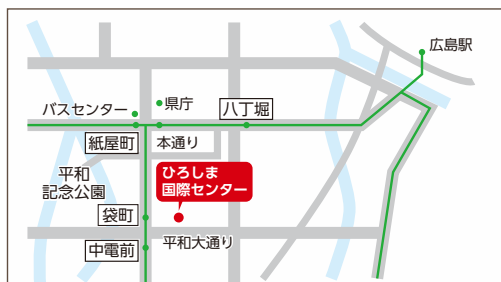 広島駅
県庁
バスセンター
八丁堀
紙屋町
本通り
平和
記念公園
ひろしま
国際センター
袋町
平和大通り
中電前